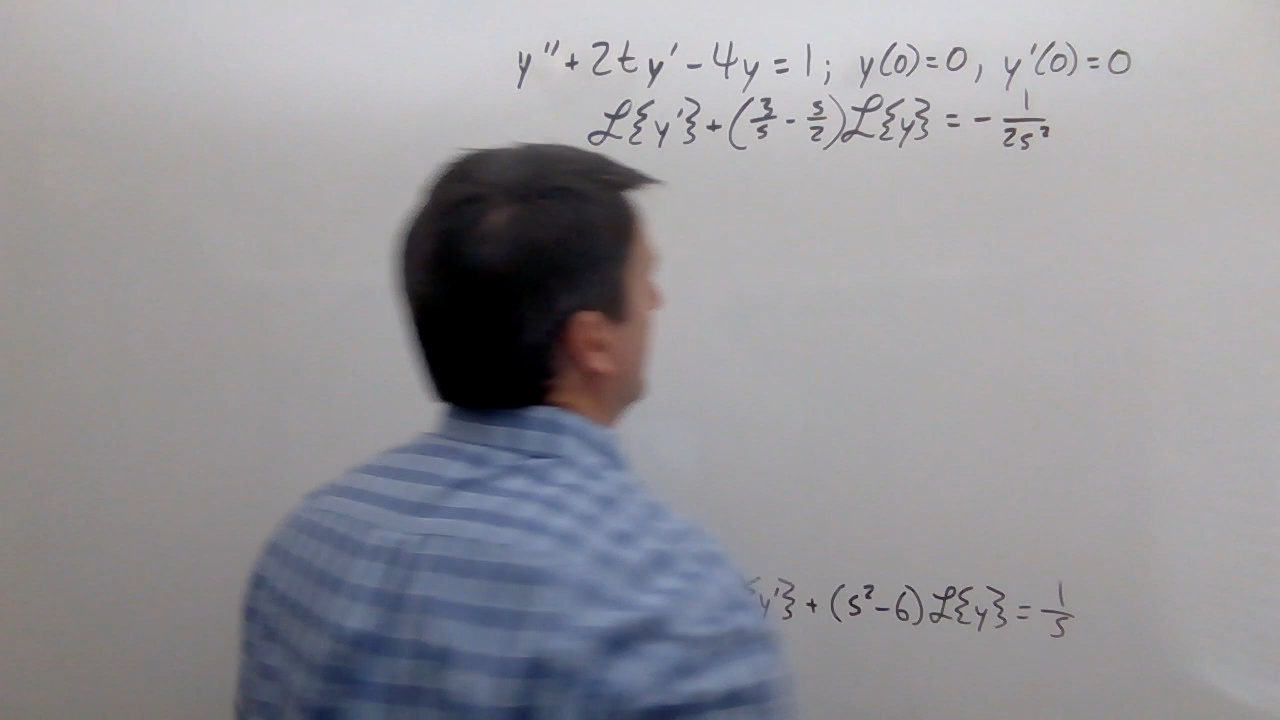 y'' + 2ty' - 4y = 1; y(0) = 0, y'(0) = 0
ℒ{y'} + (3/s - s/2)ℒ{y} = - 1/2s²
y'} + (s² - 6)ℒ{y} = 1/s